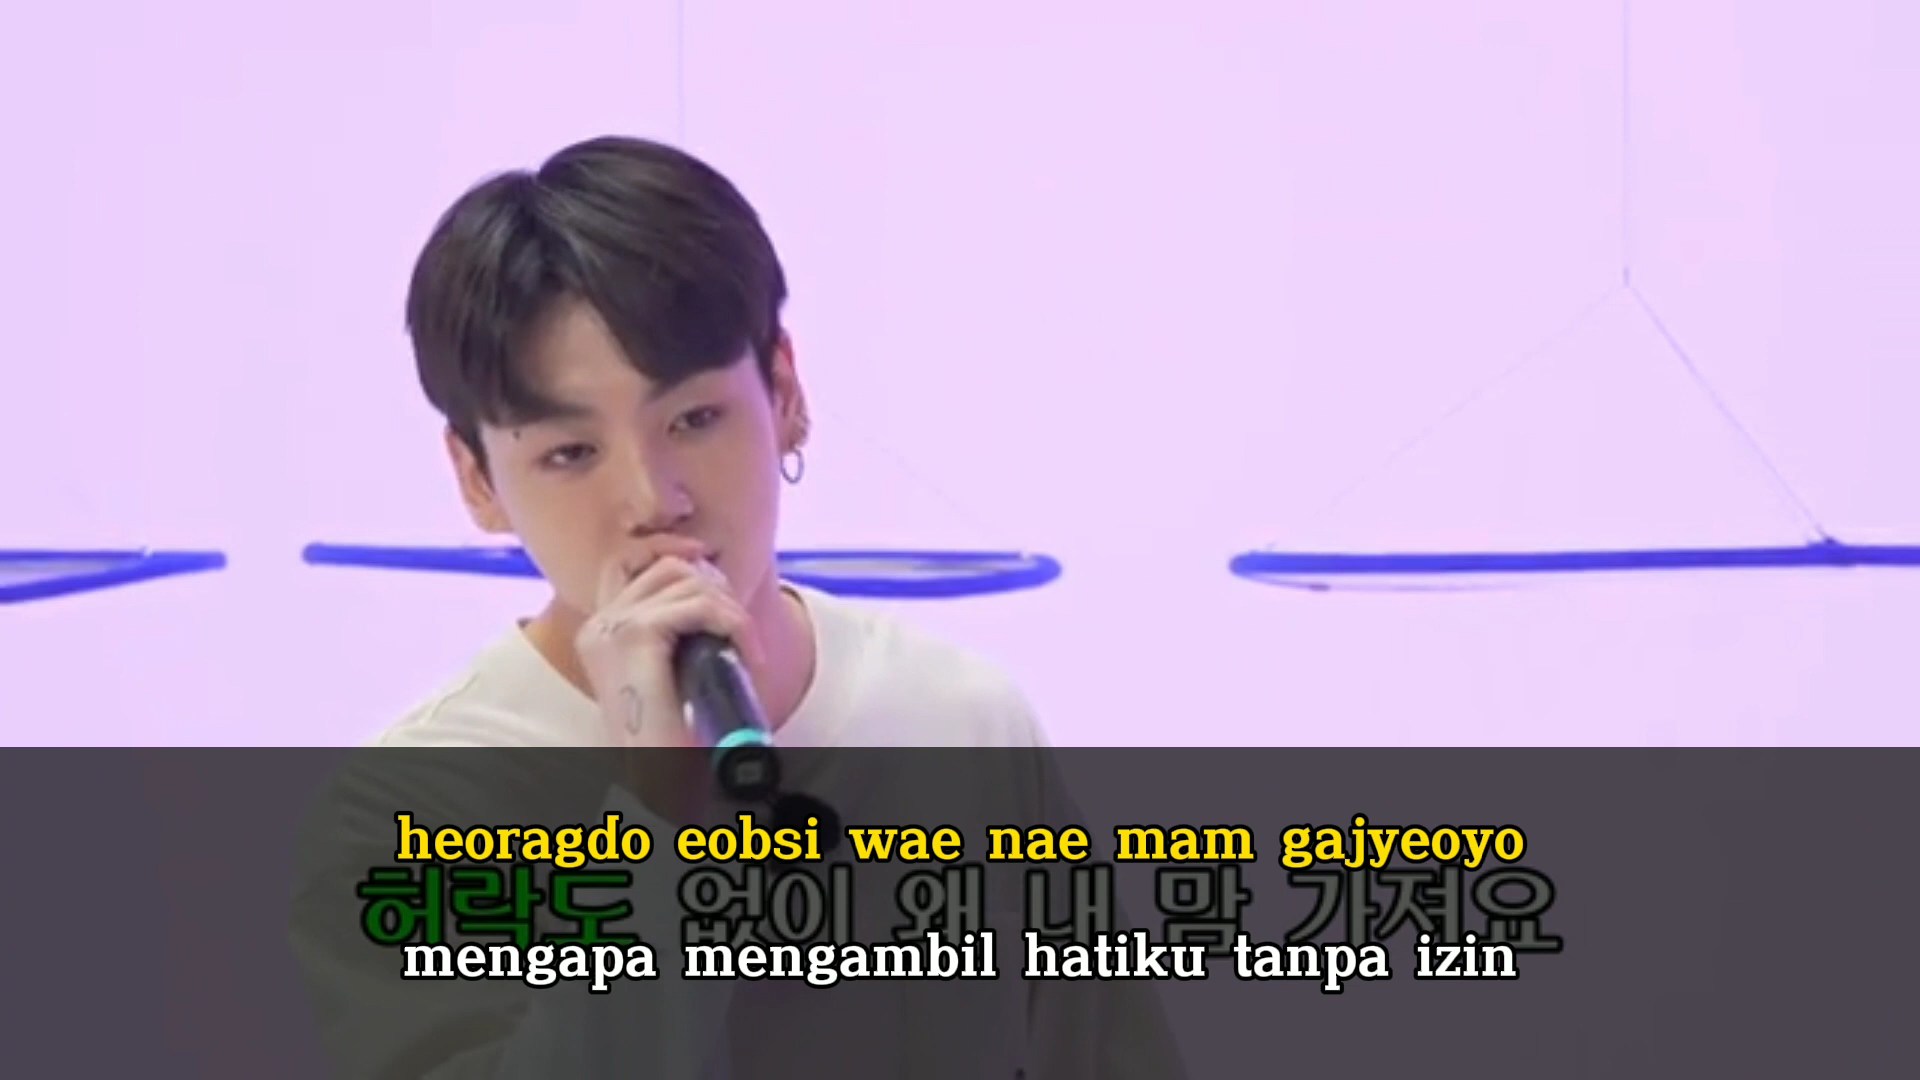 heoragdo eobsi wae nae mam gajyeoyo
허락도 없이 왜 내 맘 가져요
mengapa mengambil hatiku tanpa izin